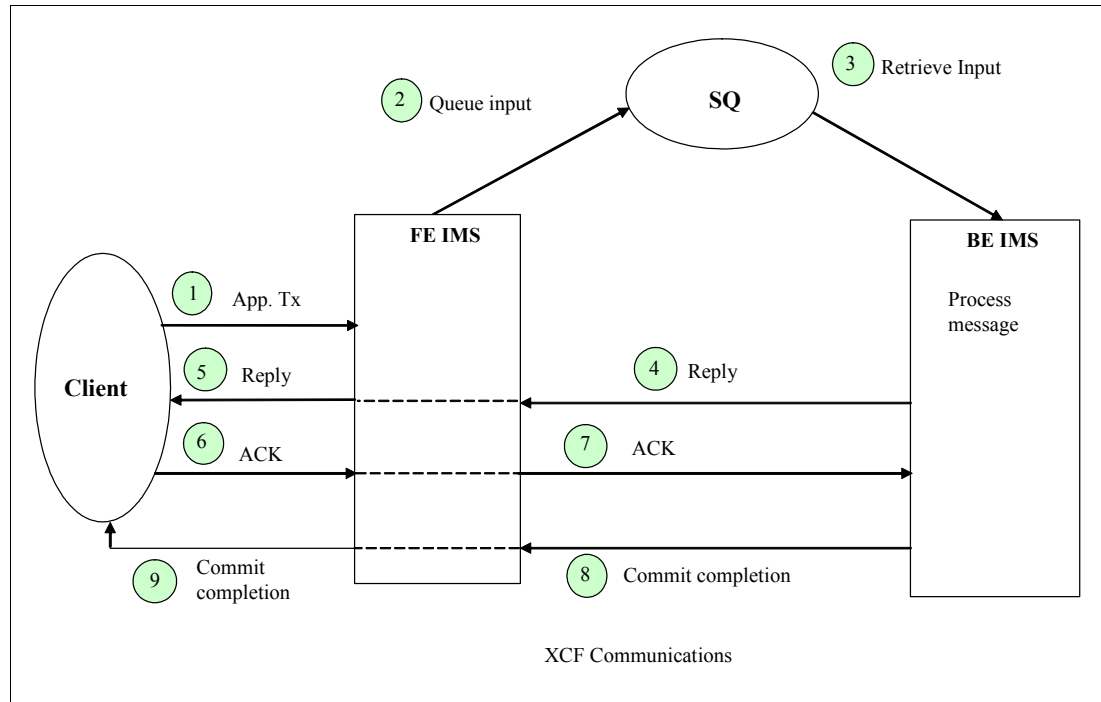 3 Retrieve Input
2 Queue input
SQ
FE IMS
BE IMS
1 App. Tx
Process
message
5 Reply
4 Reply
Client
6 ACK
7 ACK
9 Commit
completion
8 Commit completion
XCF Communications